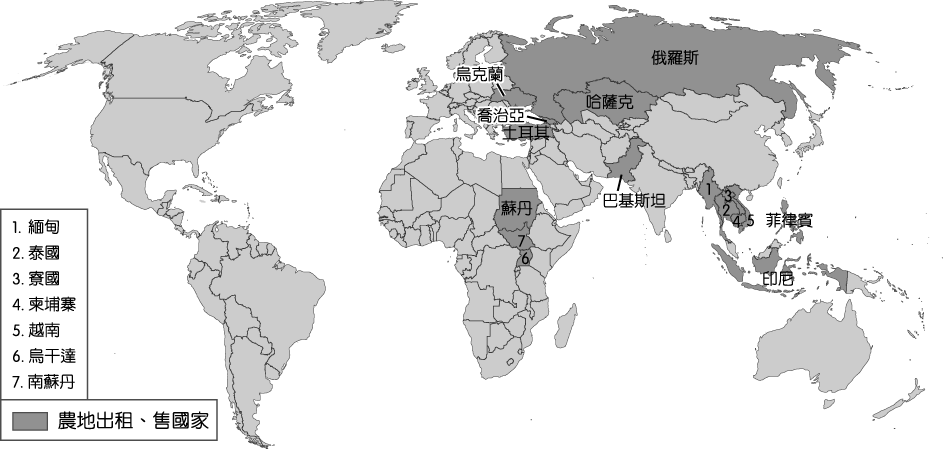 俄羅斯
烏克蘭
哈薩克
喬治亞
土耳其
巴基斯坦
蘇丹
1
3
2
4 5
菲律賓
7
6
印尼
1. 緬甸
2. 泰國
3. 寮國
4. 柬埔寨
5. 越南
6. 烏干達
7. 南蘇丹
農地出租、售國家